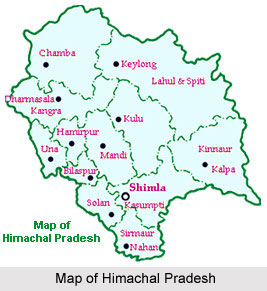 Chamba
Keylong
Lahul & Spiti
Dharmasala
Kangra
Hamirpur
Kulu
Una
Mandi
Kinnaur
Bilaspur
Kalpa
Shimla
Solan
Kasumpti
Map of
Himachal Pradesh
Sirmaur
Nahan
Map of Himachal Pradesh